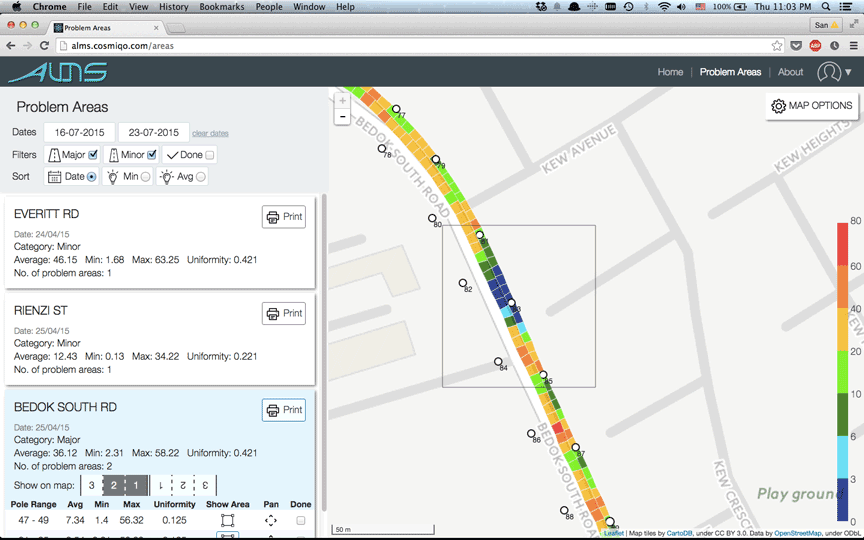 Chrome File Edit View History Bookmarks People Window Help
100% Thu 11:03 PM
Problem Areas
San
alms.cosmiqo.com/areas
ABP
ALMS
Home Problem Areas About
Problem Areas
Dates 16-07-2015 23-07-2015 clear dates
Filters Major Minor Done
Sort Date Min Avg
EVERITT RD
Print
Date: 24/04/15
Category: Minor
Average: 46.15 Min: 1.68 Max: 63.25 Uniformity: 0.421
No. of problem areas: 1
RIENZI ST
Print
Date: 25/04/15
Category: Minor
Average: 12.43 Min: 0.13 Max: 34.22 Uniformity: 0.221
No. of problem areas: 1
BEDOK SOUTH RD
Print
Date: 25/04/15
Category: Major
Average: 36.12 Min: 2.31 Max: 58.22 Uniformity: 0.421
No. of problem areas: 2
Show on map: 3 2 1 1 2 3
Pole Range Avg Min Max Uniformity Show Area Pan Done
47 - 49 7.34 1.4 56.32 0.125
+
-
MAP OPTIONS
77
78
79
80
82
84
85
86
87
88
BEDOK SOUTH ROAD
BEDOK SOUTH ROAD
KEW AVENUE
KEW HEIGHTS
KEW CRESC
Play ground
80
60
40
20
10
6
3
0
50 m
Leaflet | Map tiles by CartoDB, under CC BY 3.0. Data by OpenStreetMap, under ODbL